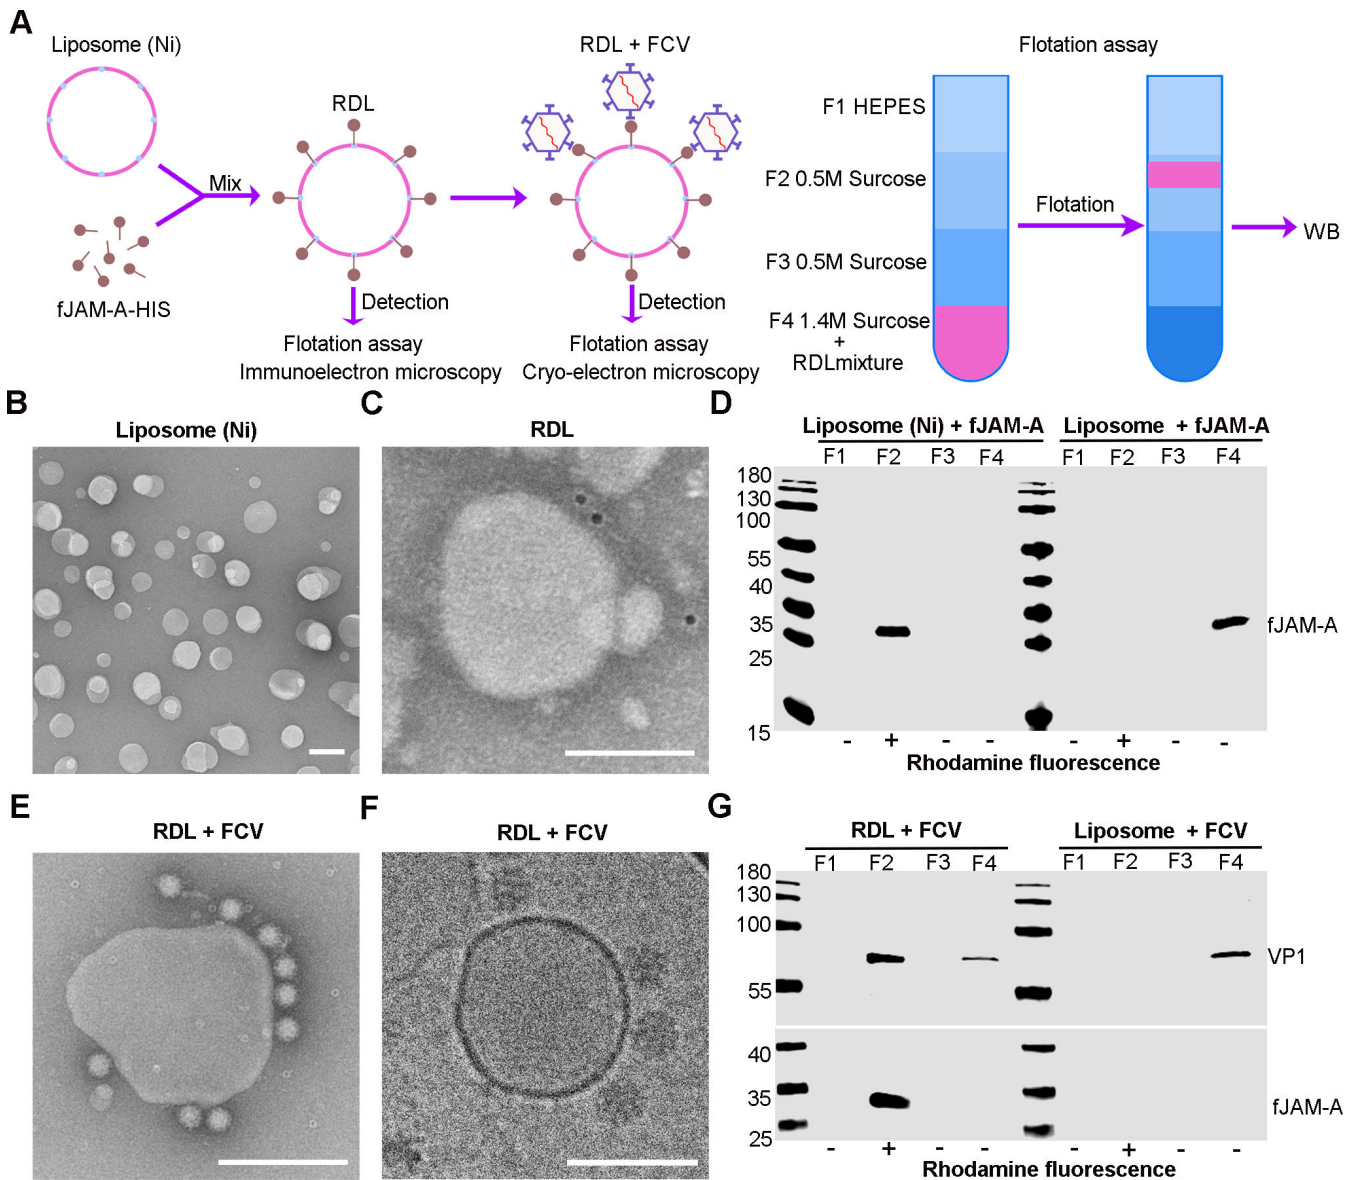 A
Liposome (Ni)
fJAM-A-HIS
Mix
RDL
Detection
Flotation assay
Immunoelectron microscopy
RDL + FCV
Detection
Flotation assay
Cryo-electron microscopy
Flotation assay
F1 HEPES
F2 0.5M Surcose
F3 0.5M Surcose
F4 1.4M Surcose
+
RDLmixture
Flotation
WB
B
Liposome (Ni)
C
RDL
D
Liposome (Ni) + fJAM-A Liposome + fJAM-A
F1 F2 F3 F4 F1 F2 F3 F4
180
130
100
55
40
35
25
15
fJAM-A
- + - - - + - -
Rhodamine fluorescence
E
RDL + FCV
F
RDL + FCV
G
RDL + FCV Liposome + FCV
F1 F2 F3 F4 F1 F2 F3 F4
180
130
100
55
VP1
40
35
25
fJAM-A
- + - - - + - -
Rhodamine fluorescence